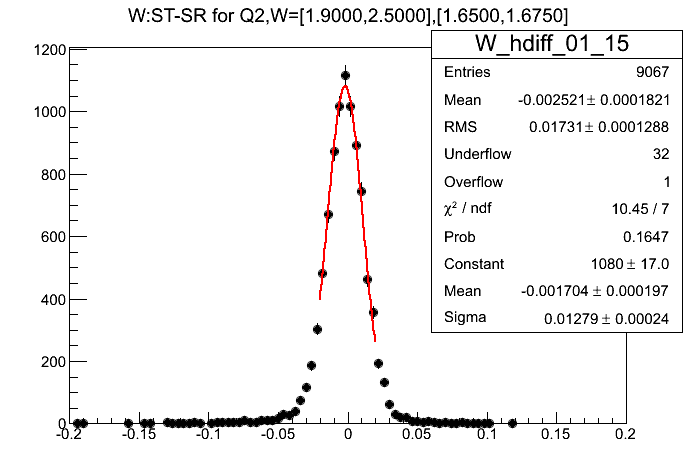 W:ST-SR for Q2,W=[1.9000,2.5000],[1.6500,1.6750]
W_hdiff_01_15
Entries 9067
Mean -0.002521 ± 0.0001821
RMS 0.01731 ± 0.0001288
Underflow 32
Overflow 1
χ² / ndf 10.45 / 7
Prob 0.1647
Constant 1080 ± 17.0
Mean -0.001704 ± 0.000197
Sigma 0.01279 ± 0.00024
1200
1000
800
600
400
200
0
-0.2 -0.15 -0.1 -0.05 0 0.05 0.1 0.15 0.2